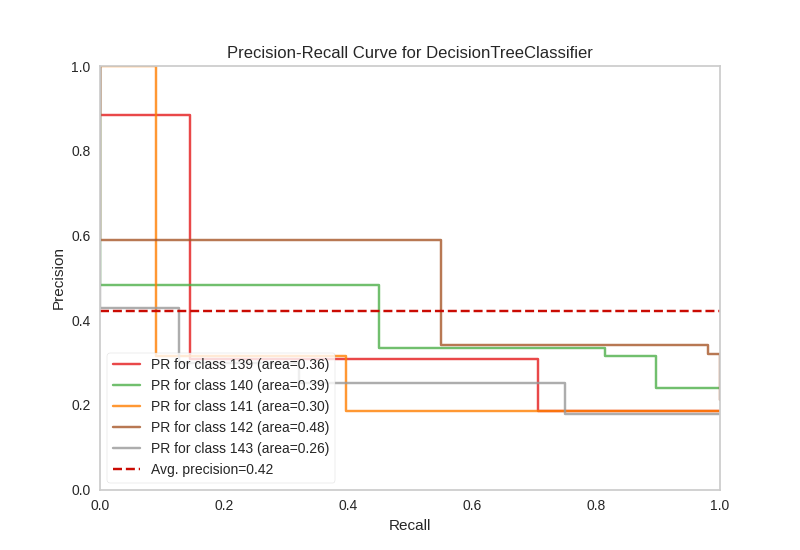 Precision-Recall Curve for DecisionTreeClassifier
1.0
0.8
0.6
0.4
0.2
0.0
Precision
PR for class 139 (area=0.36)
PR for class 140 (area=0.39)
PR for class 141 (area=0.30)
PR for class 142 (area=0.48)
PR for class 143 (area=0.26)
Avg. precision=0.42
0.0 0.2 0.4 0.6 0.8 1.0
Recall